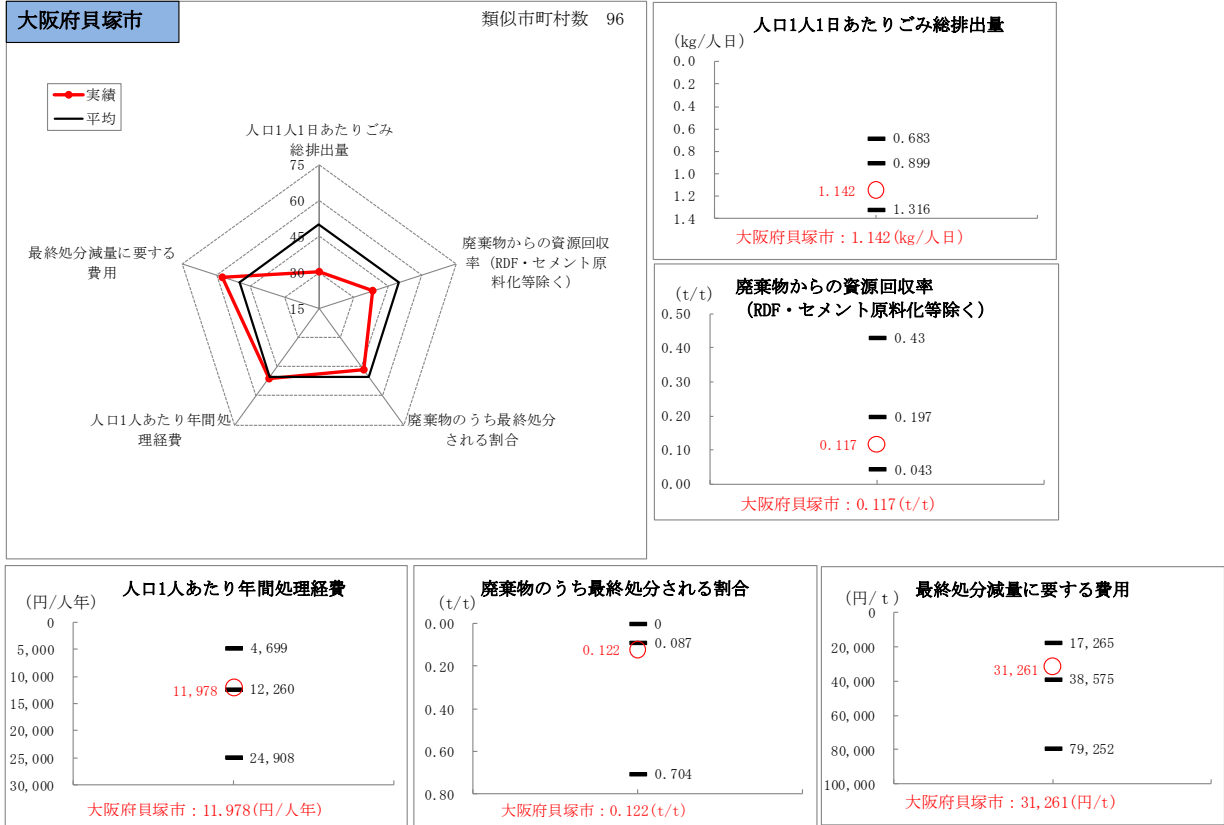 大阪府貝塚市
類似市町村数 96
実績
平均
人口1人1日あたりごみ
総排出量
75
60
45
30
15
廃棄物からの資源回収
率（RDF・セメント原
料化等除く）
廃棄物のうち最終処分
される割合
人口1人あたり年間処
理経費
最終処分減量に要する
費用
人口1人1日あたりごみ総排出量
(kg/人日)
0.0
0.2
0.4
0.6
0.8
1.0
1.2
1.4
0.683
0.899
1.142
1.316
大阪府貝塚市：1.142(kg/人日)
廃棄物からの資源回収率
（RDF・セメント原料化等除く）
(t/t)
0.50
0.40
0.30
0.20
0.10
0.00
0.43
0.197
0.117
0.043
大阪府貝塚市：0.117(t/t)
人口1人あたり年間処理経費
(円/人年)
0
5,000
10,000
15,000
20,000
25,000
30,000
4,699
11,978
12,260
24,908
大阪府貝塚市：11,978(円/人年)
廃棄物のうち最終処分される割合
(t/t)
0.00
0.20
0.40
0.60
0.80
0
0.087
0.122
0.704
大阪府貝塚市：0.122(t/t)
最終処分減量に要する費用
(円/t)
0
20,000
40,000
60,000
80,000
100,000
17,265
31,261
38,575
79,252
大阪府貝塚市：31,261(円/t)